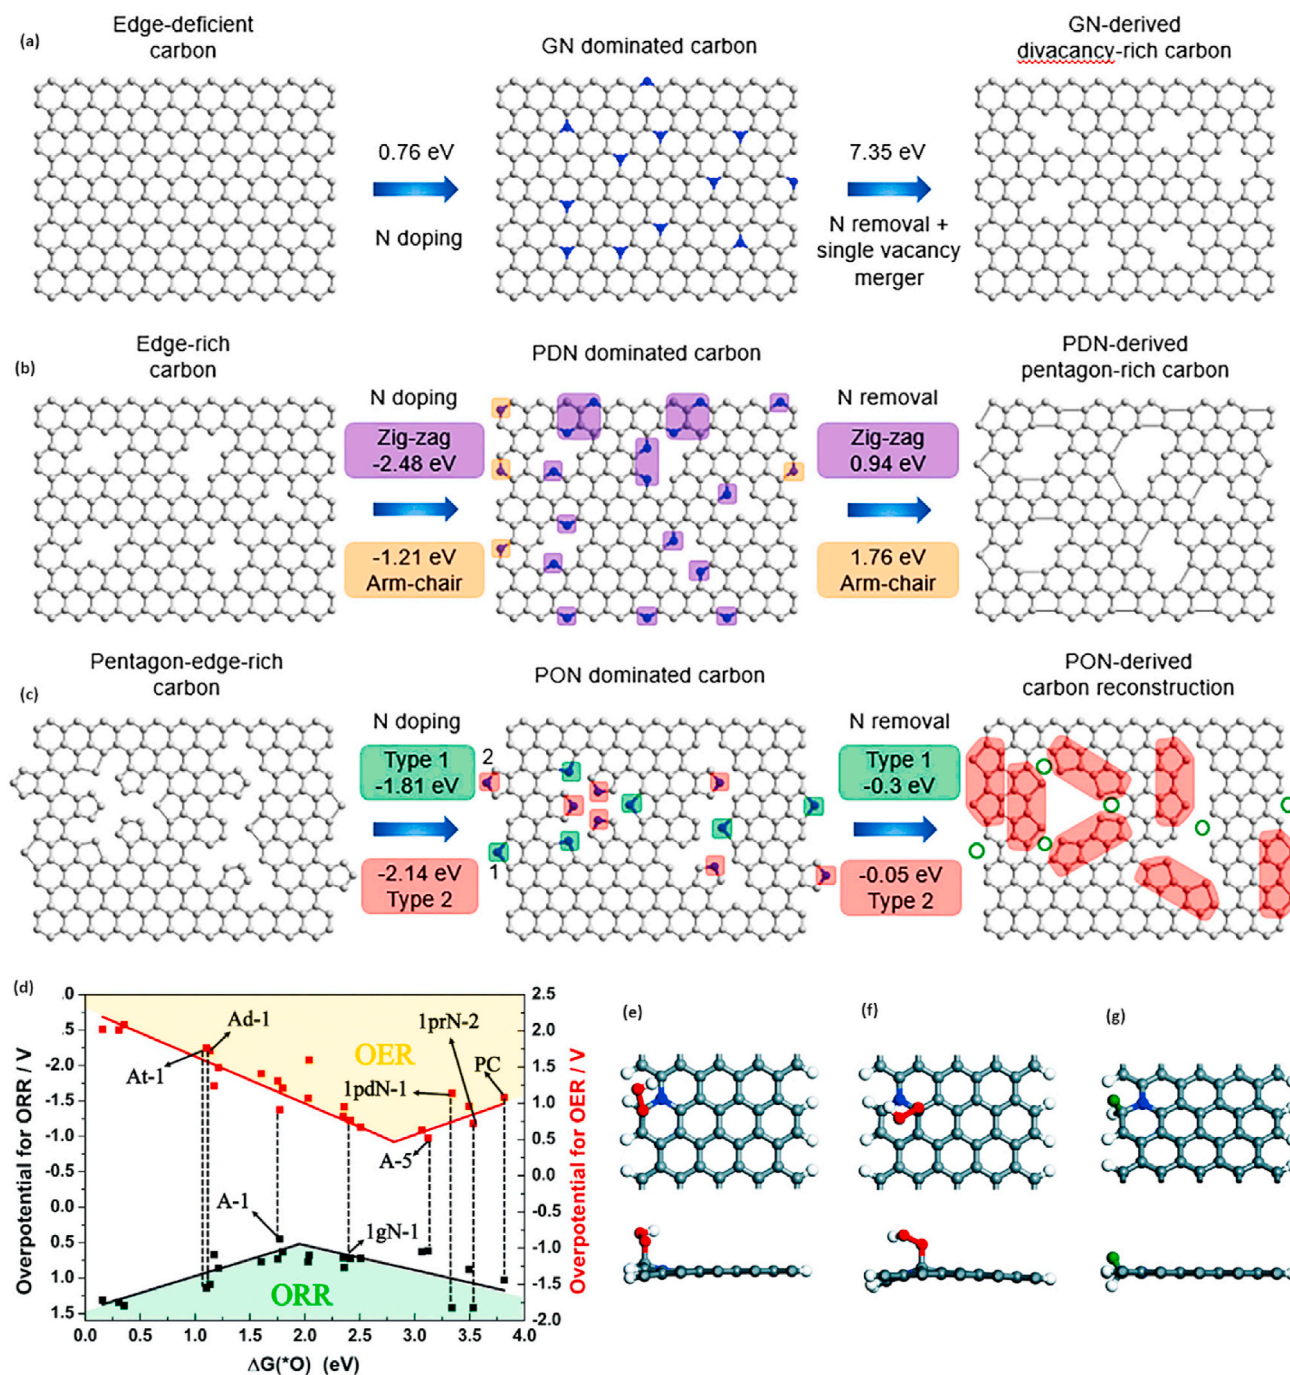 (a)
Edge-deficient
carbon
GN dominated carbon
GN-derived
divacancy-rich carbon
0.76 eV
N doping
7.35 eV
N removal +
single vacancy
merger
(b)
Edge-rich
carbon
PDN dominated carbon
PDN-derived
pentagon-rich carbon
N doping
Zig-zag
-2.48 eV
-1.21 eV
Arm-chair
N removal
Zig-zag
0.94 eV
1.76 eV
Arm-chair
(c)
Pentagon-edge-rich
carbon
PON dominated carbon
PON-derived
carbon reconstruction
N doping
Type 1
-1.81 eV
-2.14 eV
Type 2
2
1
N removal
Type 1
-0.3 eV
-0.05 eV
Type 2
(d)
Overpotential for ORR / V
.0
.5
-2.0
-1.5
-1.0
-0.5
0.0
0.5
1.0
1.5
OER
Ad-1
At-1
1prN-2
1pdN-1
PC
A-5
A-1
1gN-1
ORR
2.5
2.0
1.5
1.0
0.5
0.0
-0.5
-1.0
-1.5
-2.0
Overpotential for OER / V
0.0 0.5 1.0 1.5 2.0 2.5 3.0 3.5 4.0
ΔG(*O) (eV)
(e)
(f)
(g)